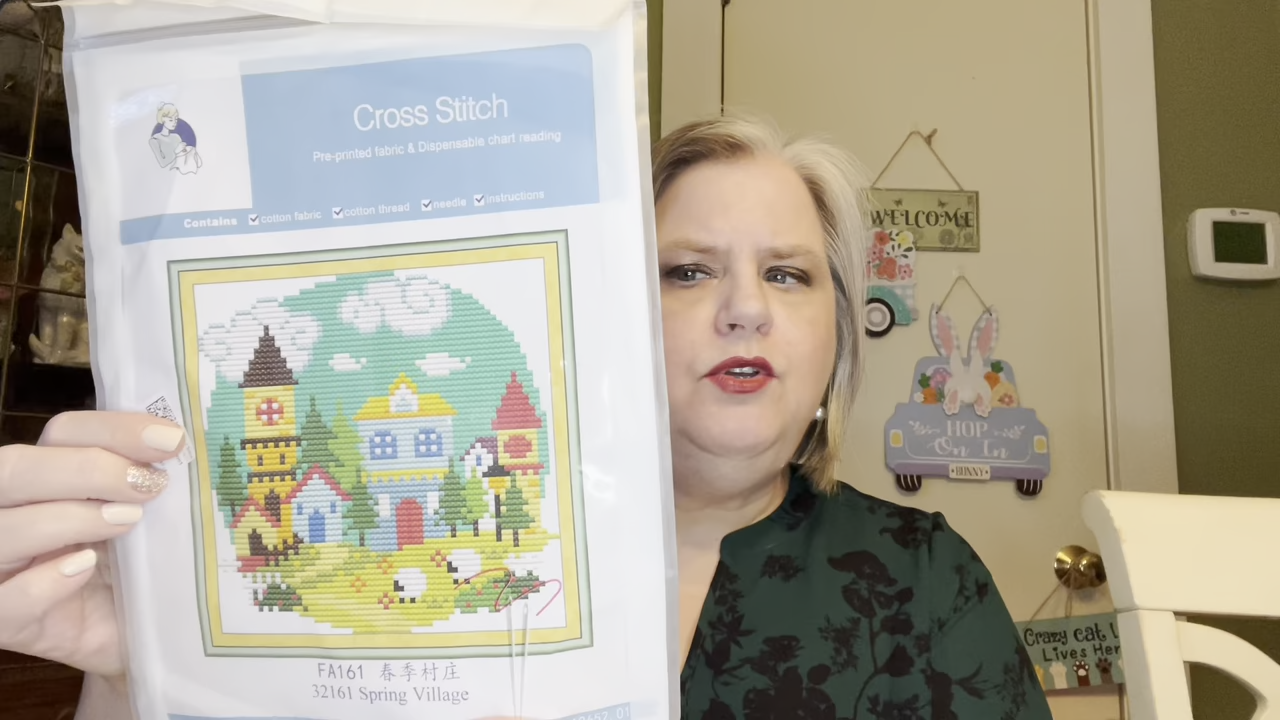 Cross Stitch
Pre-printed fabric & Dispensable chart reading
Contains cotton fabric cotton thread needle instructions
FA161 春季村庄
32161 Spring Village
WELCOME
HOP
On In
BUNNY
Crazy cat
Lives Her